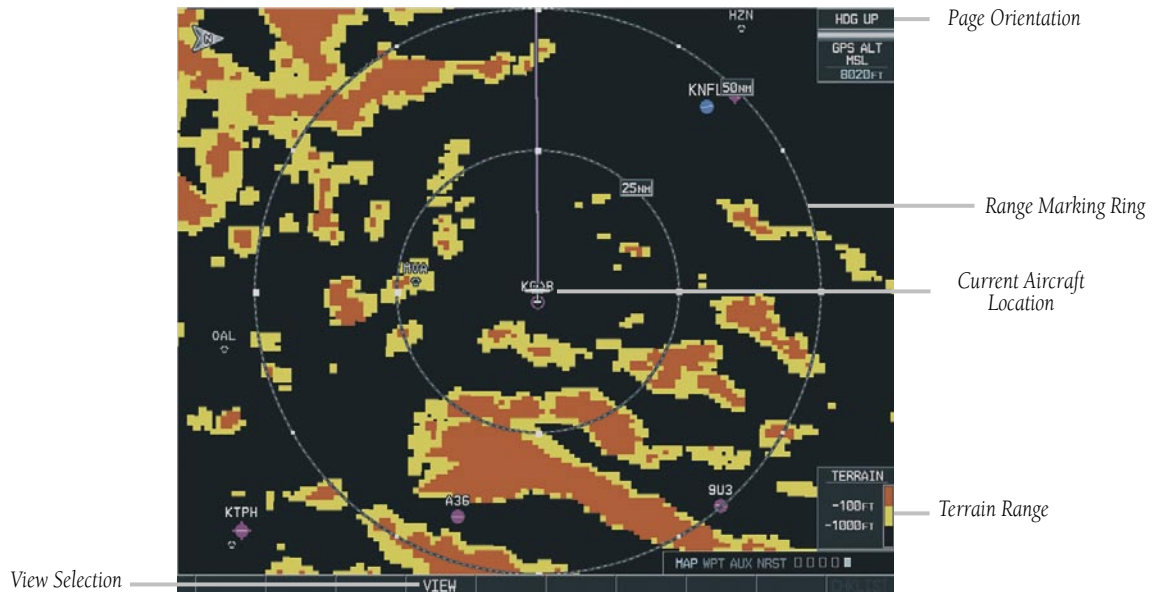 HZN
HDG UP
Page Orientation
GPS ALT
MSL
8020FT
N
KNFL
50NM
25NM
Range Marking Ring
MVA
Current Aircraft
Location
OAL
TERRAIN
-100FT
-1000FT
Terrain Range
KTPH
A36
9U3
MAP WPT AUX NRST
View Selection
VIEW